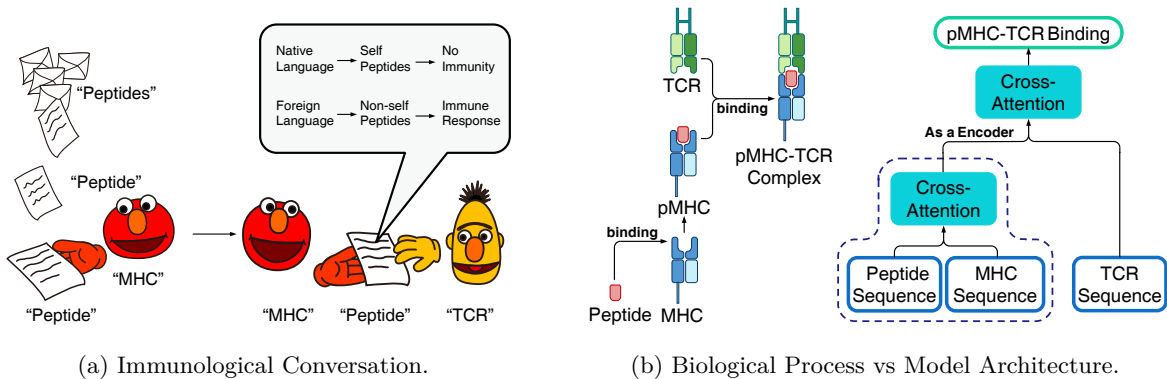 Native Language
Self Peptides
No Immunity
Foreign Language
Non-self Peptides
Immune Response
"Peptides"
"Peptide"
"MHC"
"Peptide"
"MHC"
"Peptide"
"TCR"
(a) Immunological Conversation.
TCR
binding
pMHC-TCR
Complex
pMHC
binding
Peptide
MHC
pMHC-TCR Binding
Cross-
Attention
As a Encoder
Cross-
Attention
Peptide
Sequence
MHC
Sequence
TCR
Sequence
(b) Biological Process vs Model Architecture.